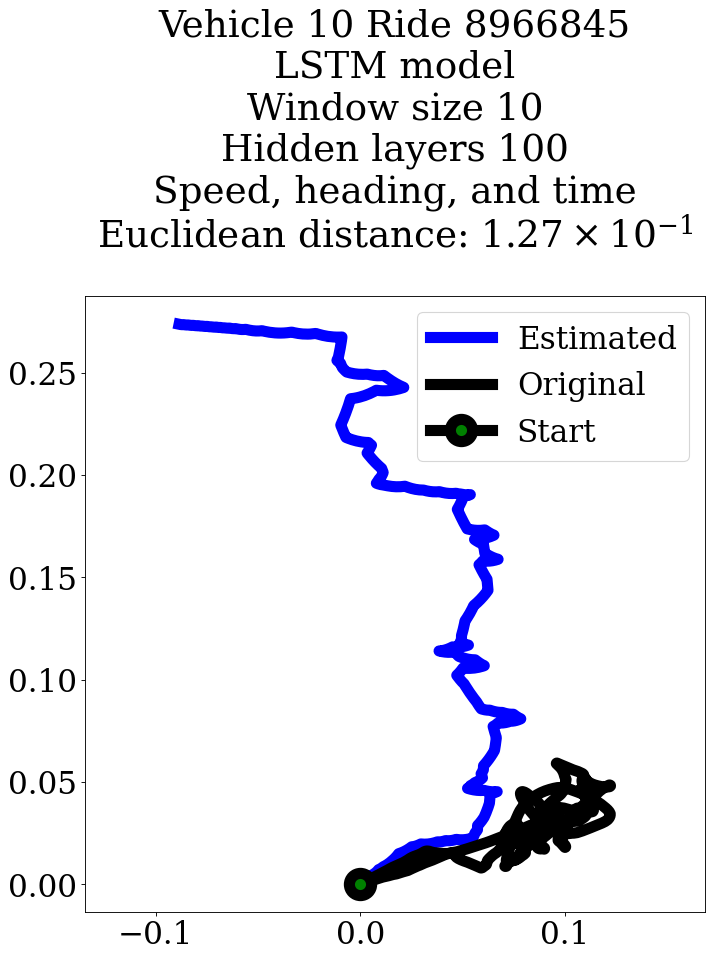 Vehicle 10 Ride 8966845
LSTM model
Window size 10
Hidden layers 100
Speed, heading, and time
Euclidean distance: 1.27 × 10⁻¹
Estimated
Original
Start
0.25
0.20
0.15
0.10
0.05
0.00
−0.1
0.0
0.1